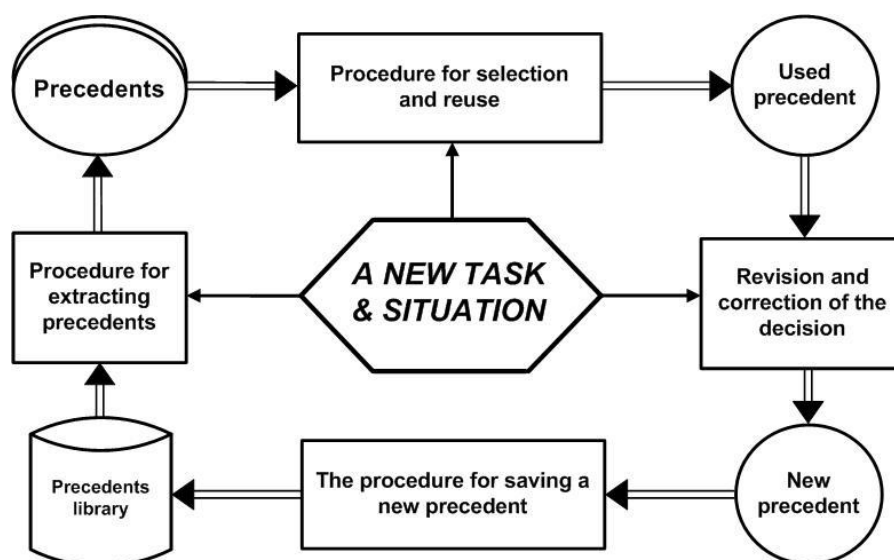 Precedents
Procedure for selection
and reuse
Used
precedent
Procedure for
extracting
precedents
A NEW TASK
& SITUATION
Revision and
correction of the
decision
Precedents
library
The procedure for saving a
new precedent
New
precedent